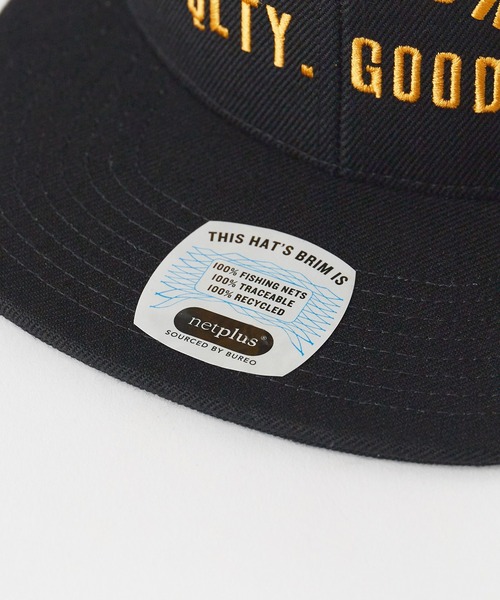 QLTY. GOOD
THIS HAT'S BRIM IS
100% FISHING NETS
100% TRACEABLE
100% RECYCLED
netplus®
SOURCED BY BUREO